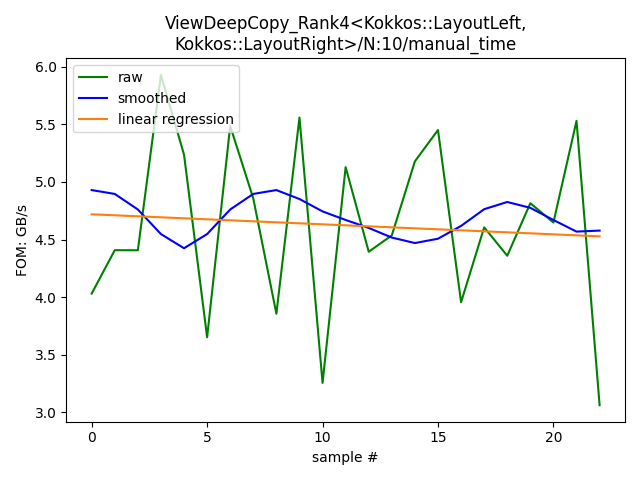 ViewDeepCopy_Rank4<Kokkos::LayoutLeft,
Kokkos::LayoutRight>/N:10/manual_time
raw
smoothed
linear regression
FOM: GB/s
6.0
5.5
5.0
4.5
4.0
3.5
3.0
0 5 10 15 20
sample #